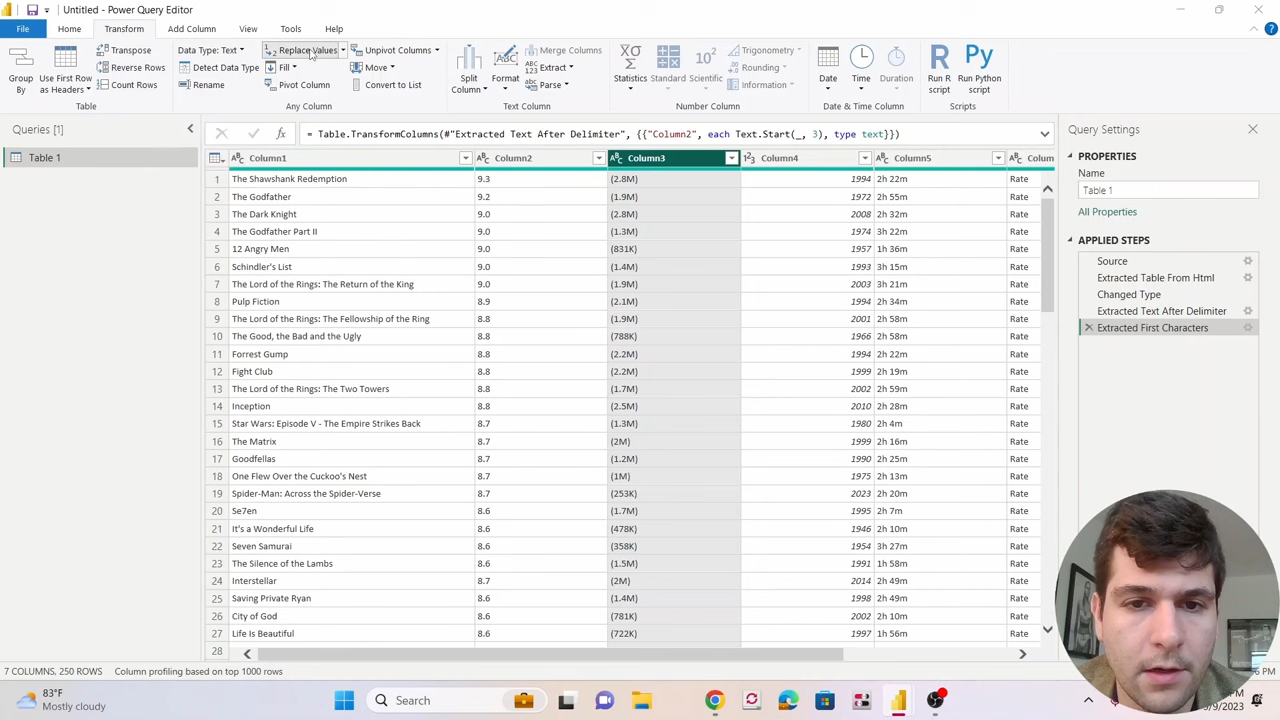 Untitled - Power Query Editor
File Home Transform Add Column View Tools Help
Group By
Use First Row as Headers
Transpose
Reverse Rows
Count Rows
Table
Data Type: Text
Detect Data Type
Rename
Replace Values
Fill
Pivot Column
Unpivot Columns
Move
Convert to List
Any Column
Split Column
Format
Merge Columns
Extract
Parse
Text Column
Statistics
Standard
Scientific
Trigonometry
Rounding
Information
Number Column
Date
Time
Duration
Date & Time Column
Run R script
Run Python script
Scripts
Queries [1]
Table 1
= Table.TransformColumns(#"Extracted Text After Delimiter", {{"Column2", each Text.Start(_, 3), type text}})
Column1 Column2 Column3 Column4 Column5 Colum
1 The Shawshank Redemption 9.3 (2.8M) 1994 2h 22m Rate
2 The Godfather 9.2 (1.9M) 1972 2h 55m Rate
3 The Dark Knight 9.0 (2.8M) 2008 2h 32m Rate
4 The Godfather Part II 9.0 (1.3M) 1974 3h 22m Rate
5 12 Angry Men 9.0 (831K) 1957 1h 36m Rate
6 Schindler's List 9.0 (1.4M) 1993 3h 15m Rate
7 The Lord of the Rings: The Return of the King 9.0 (1.9M) 2003 3h 21m Rate
8 Pulp Fiction 8.9 (2.1M) 1994 2h 34m Rate
9 The Lord of the Rings: The Fellowship of the Ring 8.8 (1.9M) 2001 2h 58m Rate
10 The Good, the Bad and the Ugly 8.8 (788K) 1966 2h 58m Rate
11 Forrest Gump 8.8 (2.2M) 1994 2h 22m Rate
12 Fight Club 8.8 (2.2M) 1999 2h 19m Rate
13 The Lord of the Rings: The Two Towers 8.8 (1.7M) 2002 2h 59m Rate
14 Inception 8.8 (2.5M) 2010 2h 28m Rate
15 Star Wars: Episode V - The Empire Strikes Back 8.7 (1.3M) 1980 2h 4m Rate
16 The Matrix 8.7 (2M) 1999 2h 16m Rate
17 Goodfellas 8.7 (1.2M) 1990 2h 25m Rate
18 One Flew Over the Cuckoo's Nest 8.7 (1M) 1975 2h 13m Rate
19 Spider-Man: Across the Spider-Verse 8.7 (253K) 2023 2h 20m Rate
20 Se7en 8.6 (1.7M) 1995 2h 7m Rate
21 It's a Wonderful Life 8.6 (478K) 1946 2h 10m Rate
22 Seven Samurai 8.6 (358K) 1954 3h 27m Rate
23 The Silence of the Lambs 8.6 (1.5M) 1991 1h 58m Rate
24 Interstellar 8.7 (2M) 2014 2h 49m Rate
25 Saving Private Ryan 8.6 (1.4M) 1998 2h 49m Rate
26 City of God 8.6 (781K) 2002 2h 10m Rate
27 Life Is Beautiful 8.6 (722K) 1997 1h 56m Rate
28
Query Settings
PROPERTIES
Name
Table 1
All Properties
APPLIED STEPS
Source
Extracted Table From Html
Changed Type
Extracted Text After Delimiter
Extracted First Characters
7 COLUMNS, 250 ROWS Column profiling based on top 1000 rows
83°F
Mostly cloudy
Search
/9/2023